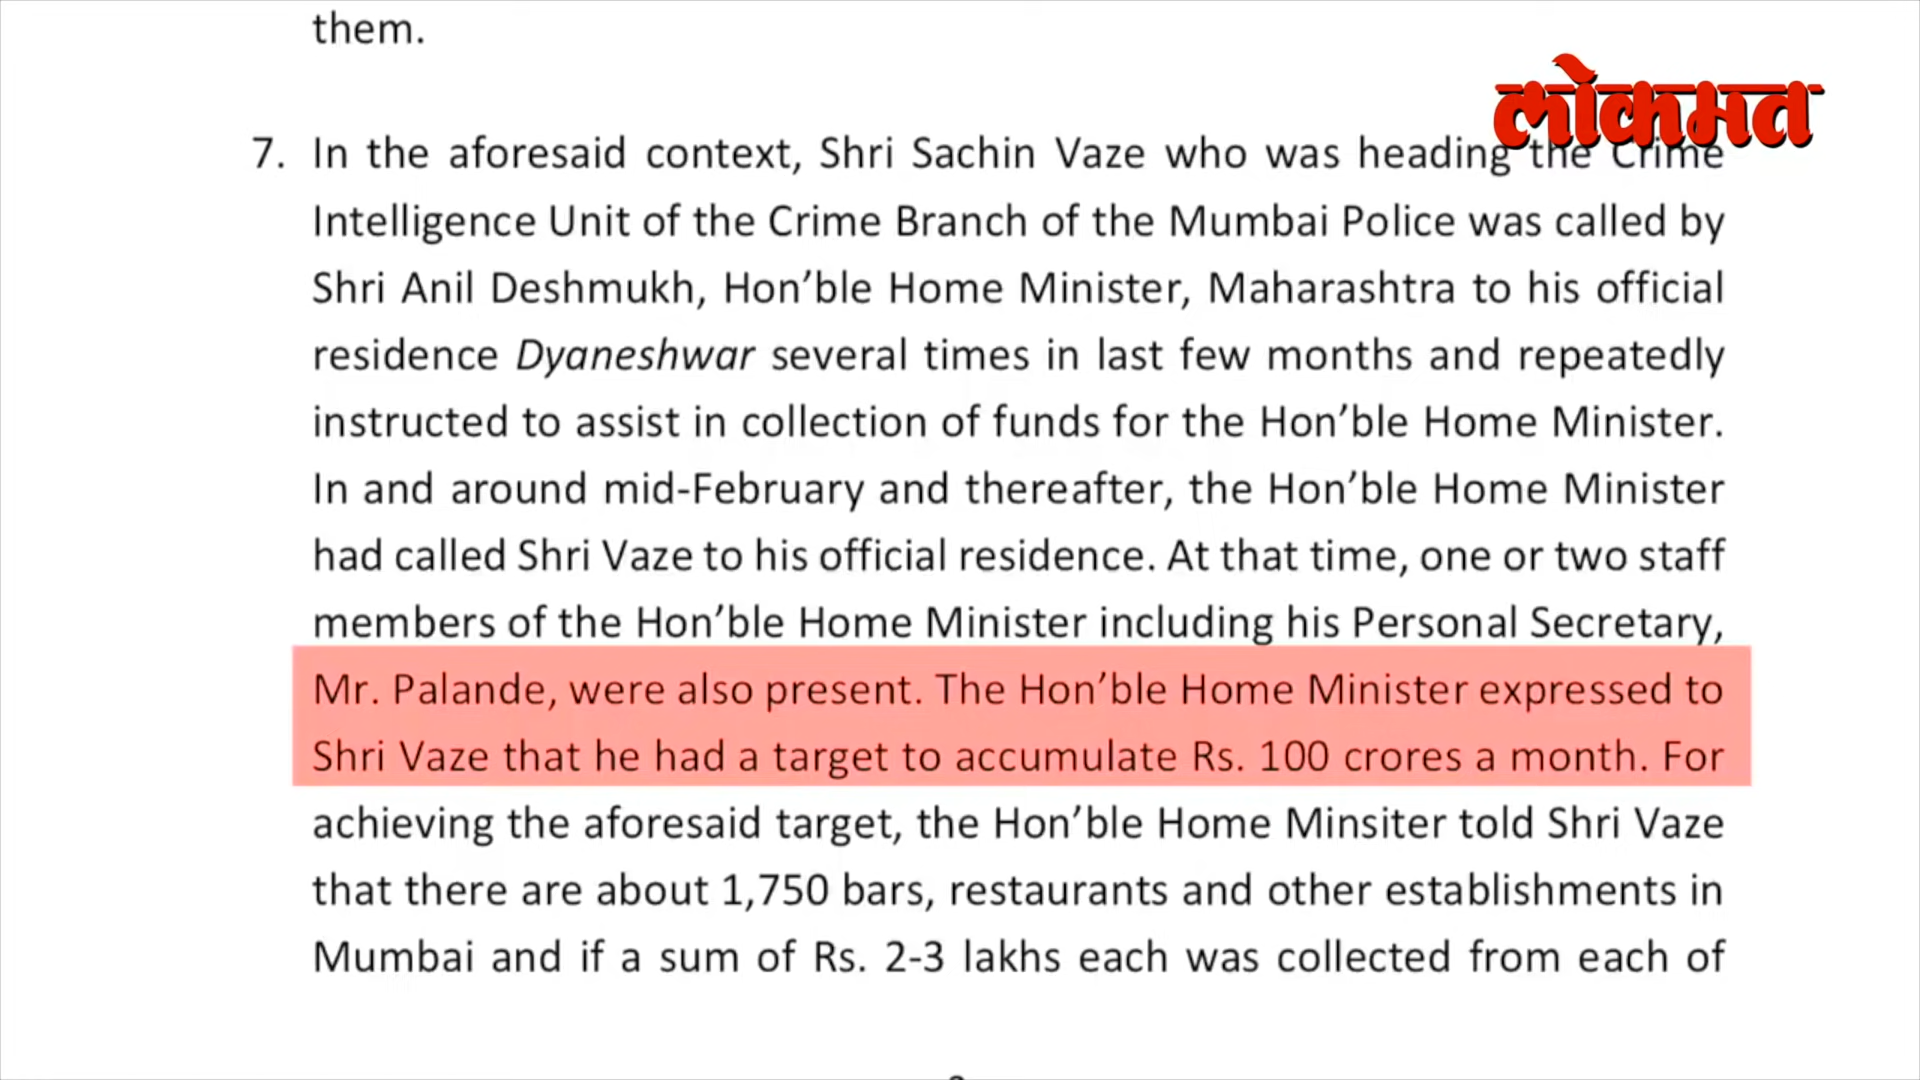 them.
लोकमत
7. In the aforesaid context, Shri Sachin Vaze who was heading the Crime
Intelligence Unit of the Crime Branch of the Mumbai Police was called by
Shri Anil Deshmukh, Hon’ble Home Minister, Maharashtra to his official
residence Dyaneshwar several times in last few months and repeatedly
instructed to assist in collection of funds for the Hon’ble Home Minister.
In and around mid-February and thereafter, the Hon’ble Home Minister
had called Shri Vaze to his official residence. At that time, one or two staff
members of the Hon’ble Home Minister including his Personal Secretary,
Mr. Palande, were also present. The Hon’ble Home Minister expressed to
Shri Vaze that he had a target to accumulate Rs. 100 crores a month. For
achieving the aforesaid target, the Hon’ble Home Minsiter told Shri Vaze
that there are about 1,750 bars, restaurants and other establishments in
Mumbai and if a sum of Rs. 2-3 lakhs each was collected from each of